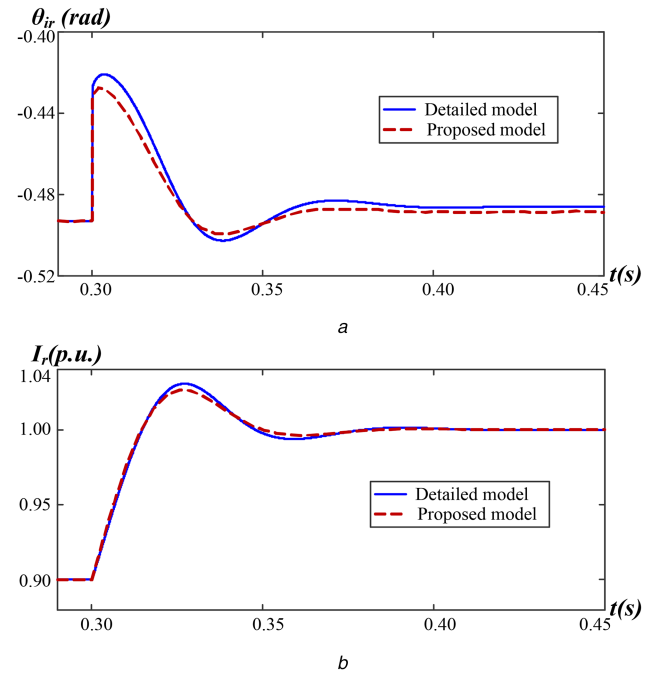 θir (rad)
-0.40
-0.44
-0.48
-0.52
Detailed model
Proposed model
0.30 0.35 0.40 0.45
t(s)
a
Ir(p.u.)
1.04
1.00
0.95
0.90
Detailed model
Proposed model
0.30 0.35 0.40 0.45
t(s)
b